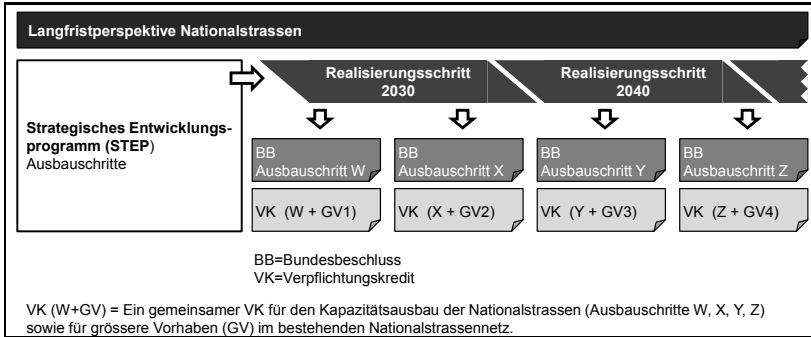 Langfristperspektive Nationalstrassen
Realisierungsschritt
2030
Realisierungsschritt
2040
Strategisches Entwicklungs-
programm (STEP)
Ausbauschritte
BB
Ausbauschritt W
BB
Ausbauschritt X
BB
Ausbauschritt Y
BB
Ausbauschritt Z
VK (W + GV1)
VK (X + GV2)
VK (Y + GV3)
VK (Z + GV4)
BB=Bundesbeschluss
VK=Verpflichtungskredit
VK (W+GV) = Ein gemeinsamer VK für den Kapazitätsausbau der Nationalstrassen (Ausbauschritte W, X, Y, Z)
sowie für grössere Vorhaben (GV) im bestehenden Nationalstrassennetz.